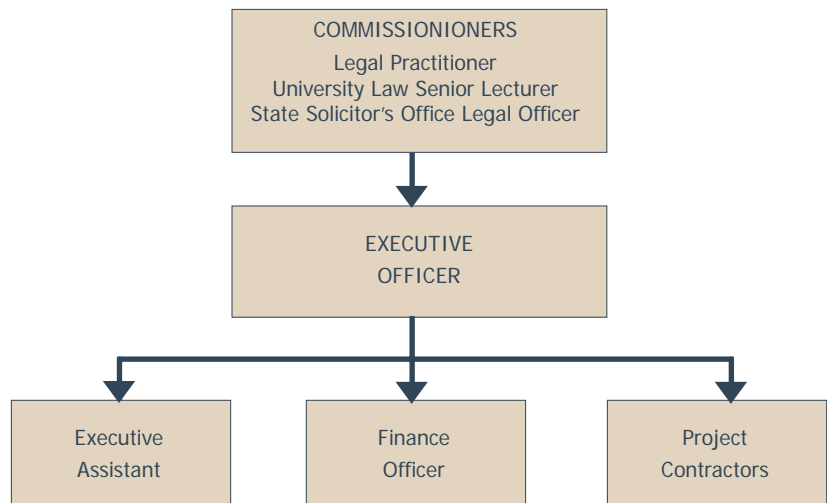 COMMISSIONIONERS
Legal Practitioner
University Law Senior Lecturer
State Solicitor's Office Legal Officer
EXECUTIVE
OFFICER
Executive
Assistant
Finance
Officer
Project
Contractors